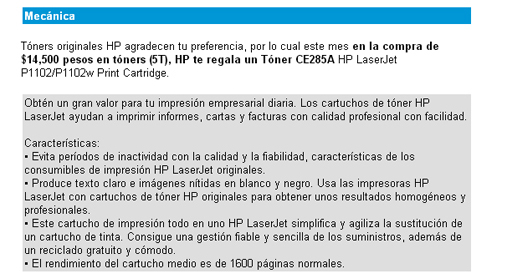 Mecánica
Tóners originales HP agradecen tu preferencia, por lo cual este mes en la compra de
$14,500 pesos en tóners (5T), HP te regala un Tóner CE285A HP LaserJet
P1102/P1102w Print Cartridge.
Obtén un gran valor para tu impresión empresarial diaria. Los cartuchos de tóner HP
LaserJet ayudan a imprimir informes, cartas y facturas con calidad profesional con facilidad.
Características:
▪ Evita períodos de inactividad con la calidad y la fiabilidad, características de los
consumibles de impresión HP LaserJet originales.
▪ Produce texto claro e imágenes nítidas en blanco y negro. Usa las impresoras HP
LaserJet con cartuchos de tóner HP originales para obtener unos resultados homogéneos y
profesionales.
▪ Este cartucho de impresión todo en uno HP LaserJet simplifica y agiliza la sustitución de
un cartucho de tinta. Consigue una gestión fiable y sencilla de los suministros, además de
un reciclado gratuito y cómodo.
▪ El rendimiento del cartucho medio es de 1600 páginas normales.